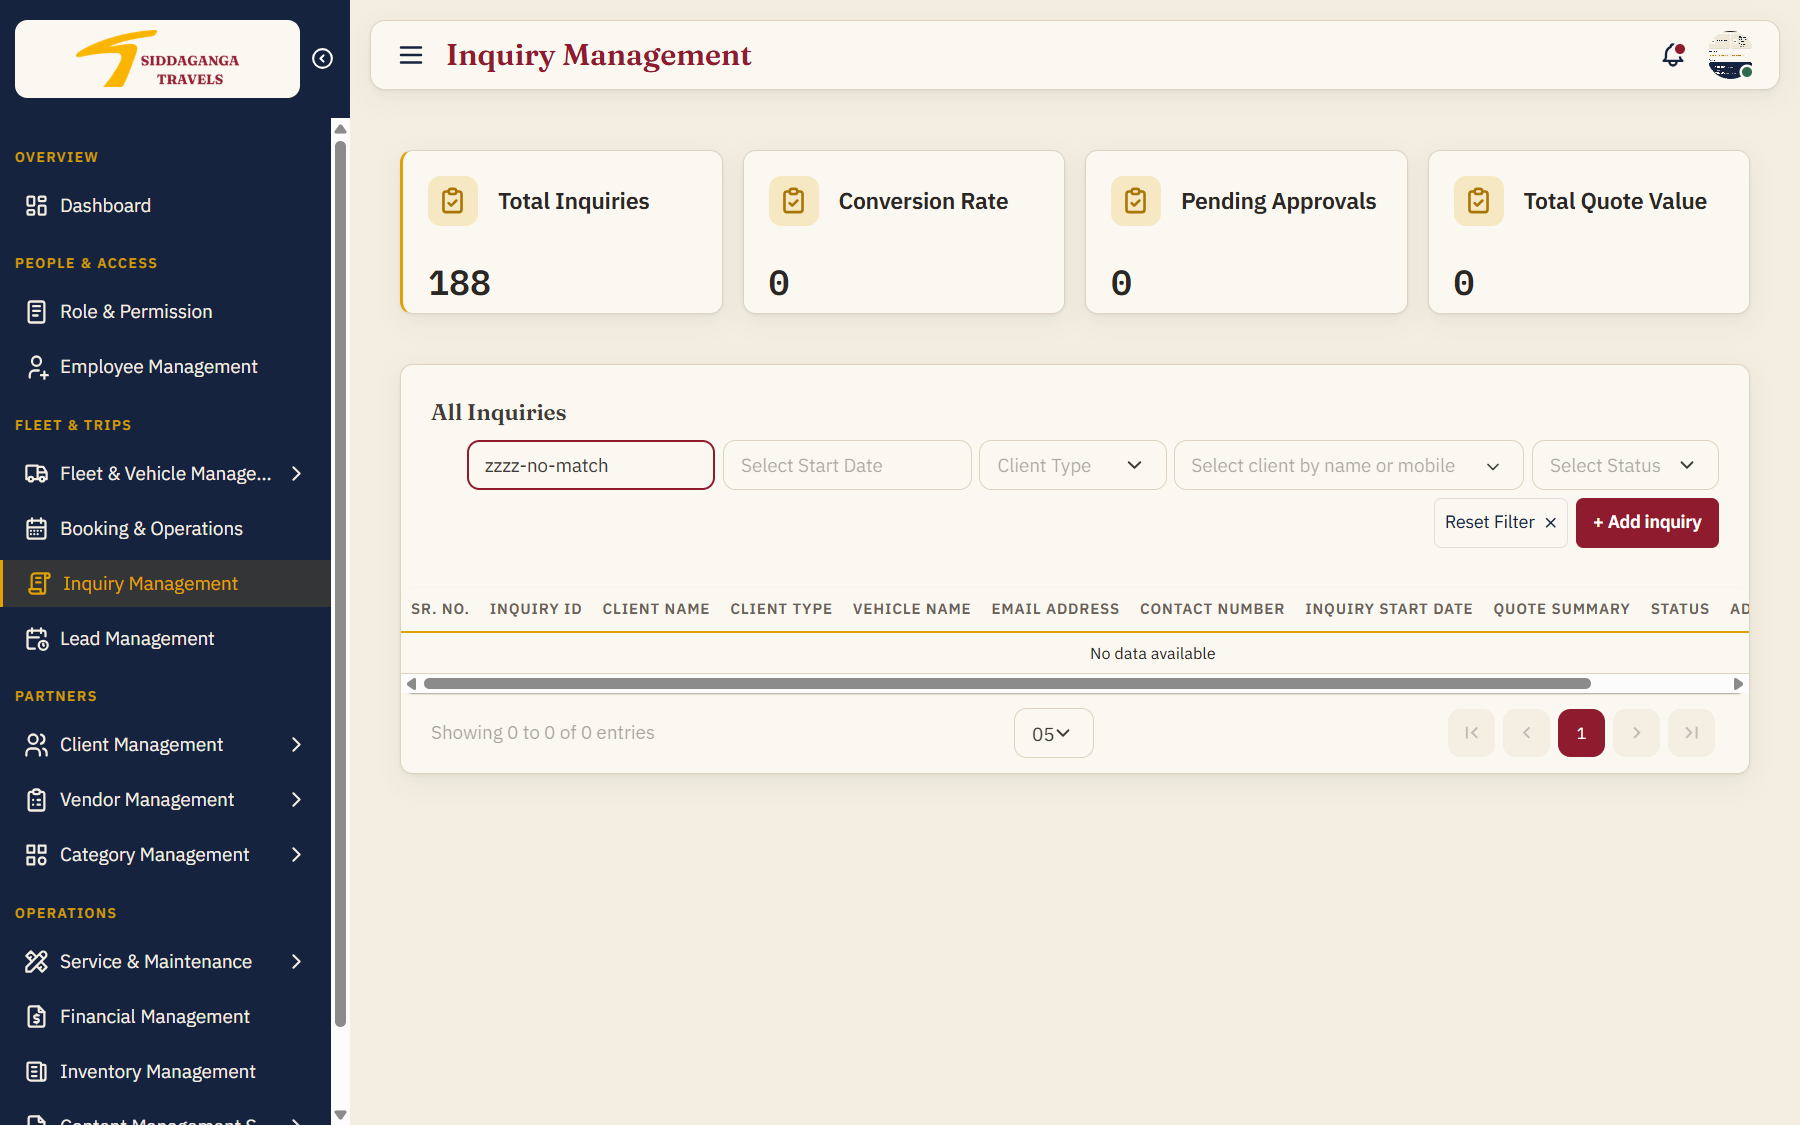 SIDDAGANGA
TRAVELS
OVERVIEW
Dashboard
PEOPLE & ACCESS
Role & Permission
Employee Management
FLEET & TRIPS
Fleet & Vehicle Manage...
Booking & Operations
Inquiry Management
Lead Management
PARTNERS
Client Management
Vendor Management
Category Management
OPERATIONS
Service & Maintenance
Financial Management
Inventory Management
Content Management S
Inquiry Management
Total Inquiries
188
Conversion Rate
0
Pending Approvals
0
Total Quote Value
0
All Inquiries
zzzz-no-match
Select Start Date
Client Type
Select client by name or mobile
Select Status
Reset Filter ×
+ Add inquiry
SR. NO. INQUIRY ID CLIENT NAME CLIENT TYPE VEHICLE NAME EMAIL ADDRESS CONTACT NUMBER INQUIRY START DATE QUOTE SUMMARY STATUS AD
No data available
Showing 0 to 0 of 0 entries
05
1